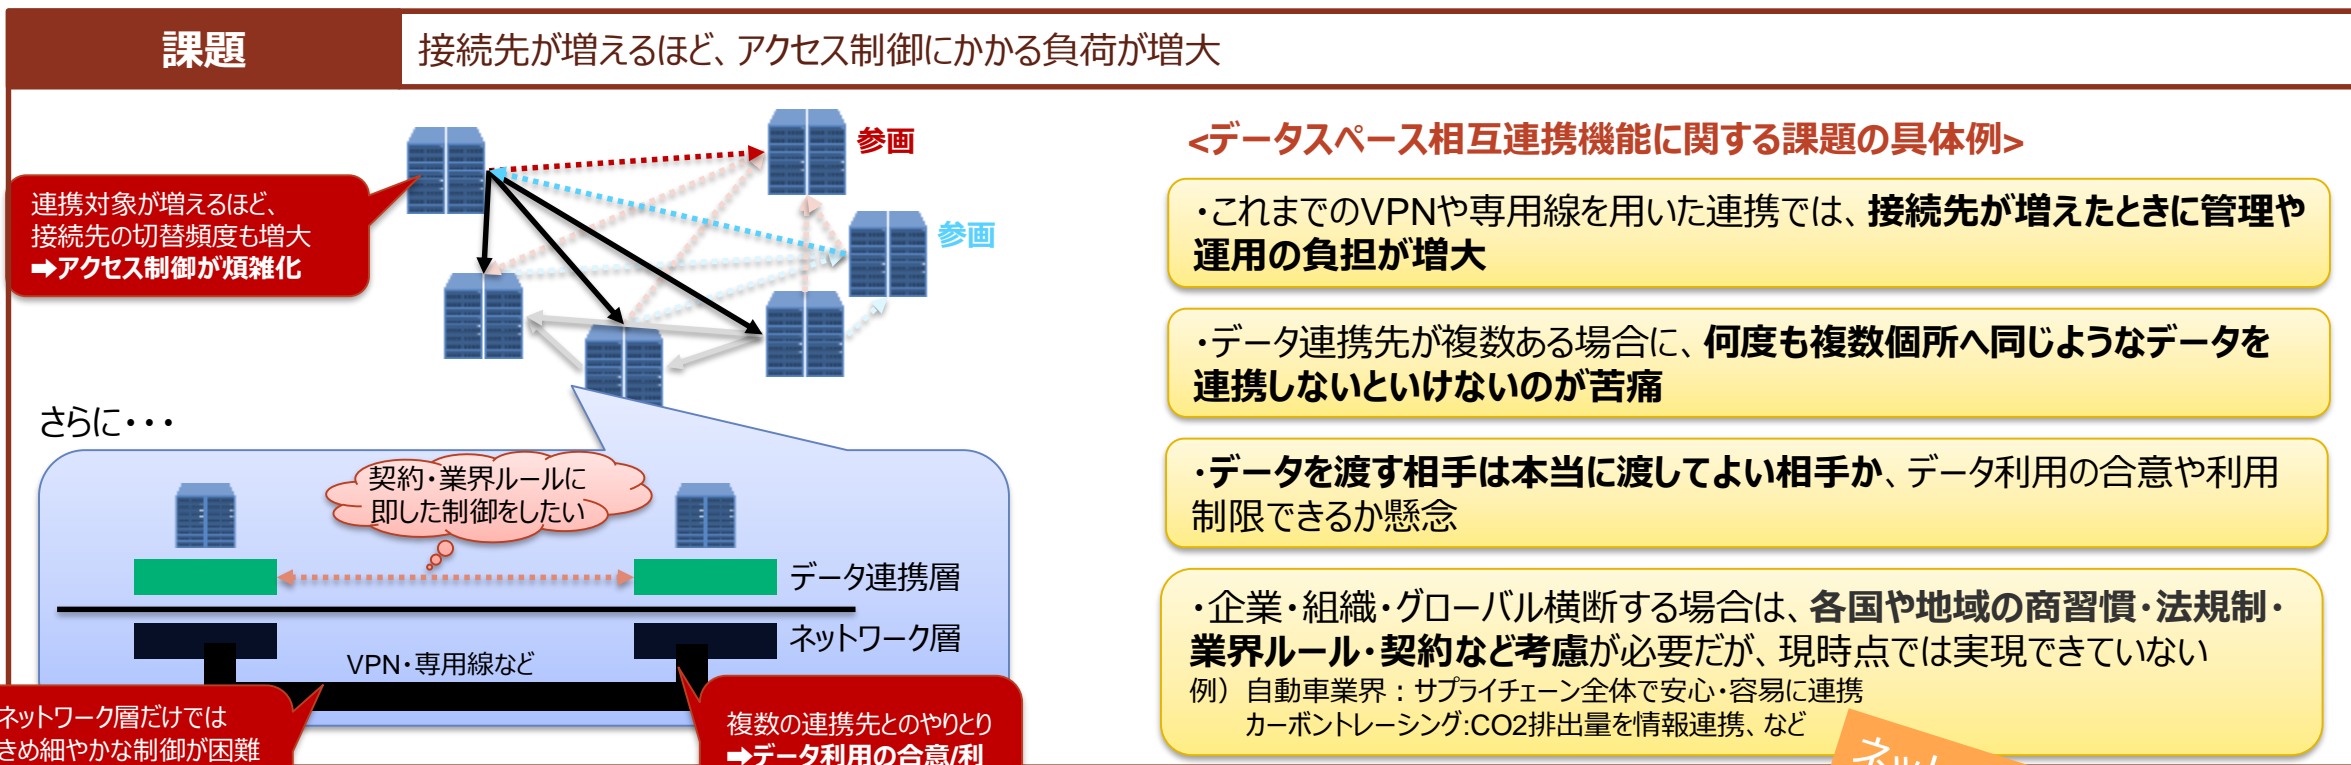 課題
接続先が増えるほど、アクセス制御にかかる負荷が増大
参画
参画
連携対象が増えるほど、
接続先の切替頻度も増大
➡アクセス制御が煩雑化
さらに・・・
契約・業界ルールに
即した制御をしたい
データ連携層
ネットワーク層
VPN・専用線など
ネットワーク層だけでは
きめ細やかな制御が困難
複数の連携先とのやりとり
➡データ利用の合意/利
<データスペース相互連携機能に関する課題の具体例>
・これまでのVPNや専用線を用いた連携では、接続先が増えたときに管理や
運用の負担が増大
・データ連携先が複数ある場合に、何度も複数個所へ同じようなデータを
連携しないといけないのが苦痛
・データを渡す相手は本当に渡してよい相手か、データ利用の合意や利用
制限できるか懸念
・企業・組織・グローバル横断する場合は、各国や地域の商習慣・法規制・
業界ルール・契約など考慮が必要だが、現時点では実現できていない
例）自動車業界：サプライチェーン全体で安心・容易に連携
カーボントレーシング:CO2排出量を情報連携、など